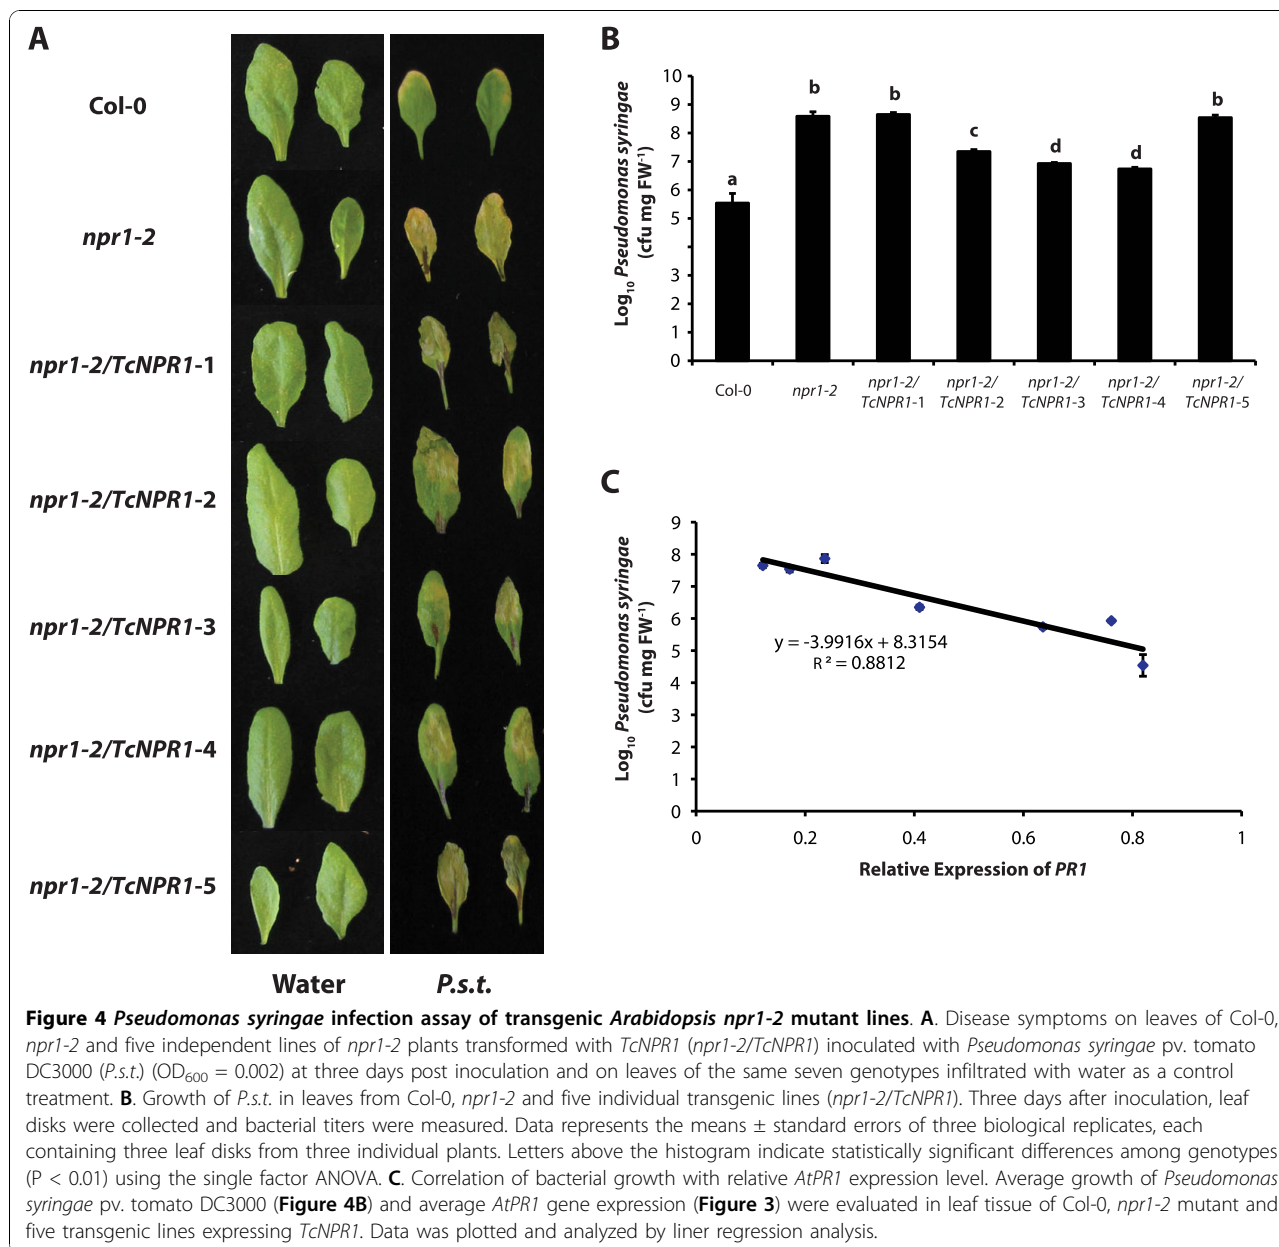 A
Col-0
npr1-2
npr1-2/TcNPR1-1
npr1-2/TcNPR1-2
npr1-2/TcNPR1-3
npr1-2/TcNPR1-4
npr1-2/TcNPR1-5
Water
P.s.t.
B
Log10 Pseudomonas syringae
(cfu mg FW-1)
10
9
8
7
6
5
3
2
1
0
a
b
b
c
d
d
b
Col-0
npr1-2
npr1-2/
TcNPR1-1
npr1-2/
TcNPR1-2
npr1-2/
TcNPR1-3
npr1-2/
TcNPR1-4
npr1-2/
TcNPR1-5
C
Log10 Pseudomonas syringae
(cfu mg FW-1)
9
8
7
6
5
4
3
2
1
0
y = -3.9916x + 8.3154
R² = 0.8812
0
0.2
0.4
0.6
0.8
1
Relative Expression of PR1
Figure 4 Pseudomonas syringae infection assay of transgenic Arabidopsis npr1-2 mutant lines. A. Disease symptoms on leaves of Col-0,
npr1-2 and five independent lines of npr1-2 plants transformed with TcNPR1 (npr1-2/TcNPR1) inoculated with Pseudomonas syringae pv. tomato
DC3000 (P.s.t.) (OD600 = 0.002) at three days post inoculation and on leaves of the same seven genotypes infiltrated with water as a control
treatment. B. Growth of P.s.t. in leaves from Col-0, npr1-2 and five individual transgenic lines (npr1-2/TcNPR1). Three days after inoculation, leaf
disks were collected and bacterial titers were measured. Data represents the means ± standard errors of three biological replicates, each
containing three leaf disks from three individual plants. Letters above the histogram indicate statistically significant differences among genotypes
(P < 0.01) using the single factor ANOVA. C. Correlation of bacterial growth with relative AtPR1 expression level. Average growth of Pseudomonas
syringae pv. tomato DC3000 (Figure 4B) and average AtPR1 gene expression (Figure 3) were evaluated in leaf tissue of Col-0, npr1-2 mutant and
five transgenic lines expressing TcNPR1. Data was plotted and analyzed by liner regression analysis.